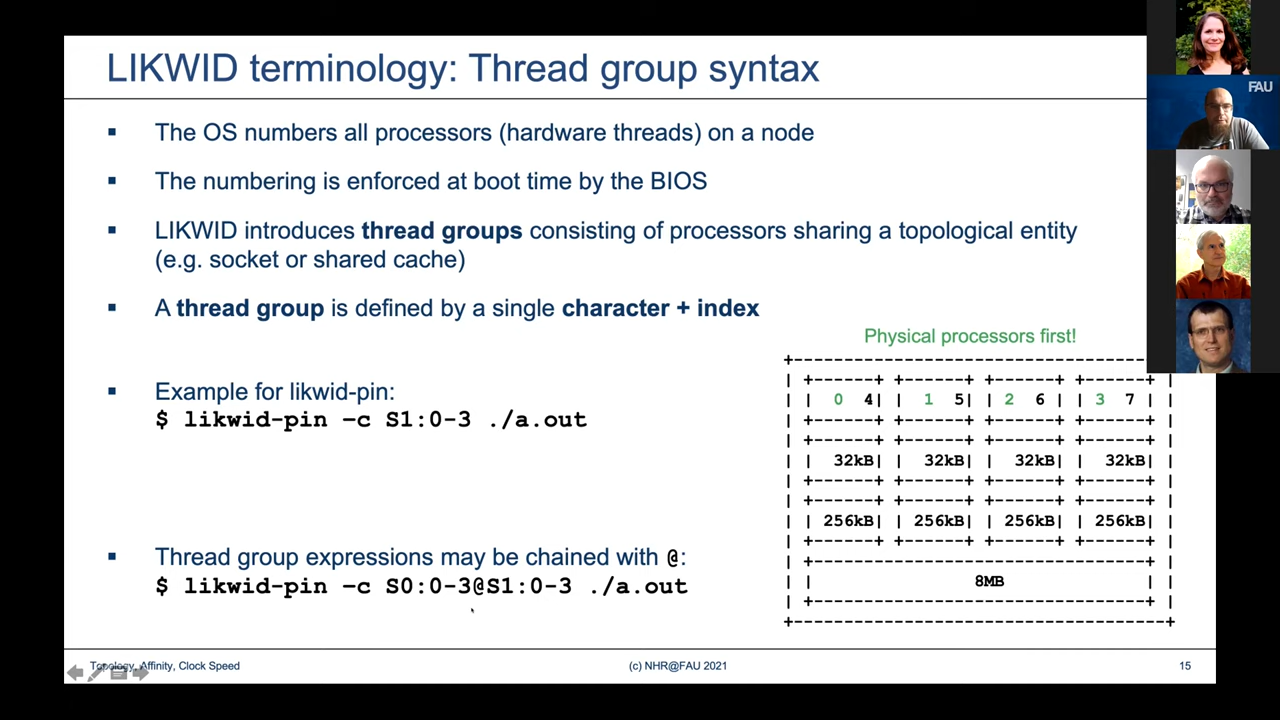 LIKWID terminology: Thread group syntax
FAU
▪ The OS numbers all processors (hardware threads) on a node
▪ The numbering is enforced at boot time by the BIOS
▪ LIKWID introduces thread groups consisting of processors sharing a topological entity
(e.g. socket or shared cache)
▪ A thread group is defined by a single character + index
▪ Example for likwid-pin:
$ likwid-pin –c S1:0-3 ./a.out
▪ Thread group expressions may be chained with @:
$ likwid-pin –c S0:0-3@S1:0-3 ./a.out
Physical processors first!
+-------------------------------------
| +------+ +------+ +------+ +------+ |
| | 0 4| | 1 5| | 2 6| | 3 7| |
| +------+ +------+ +------+ +------+ |
| +------+ +------+ +------+ +------+ |
| | 32kB| | 32kB| | 32kB| | 32kB| |
| +------+ +------+ +------+ +------+ |
| +------+ +------+ +------+ +------+ |
| | 256kB| | 256kB| | 256kB| | 256kB| |
| +------+ +------+ +------+ +------+ |
| +---------------------------------+ |
| | 8MB | |
| +---------------------------------+ |
+-------------------------------------+
Topology, Affinity, Clock Speed
(c) NHR@FAU 2021
15